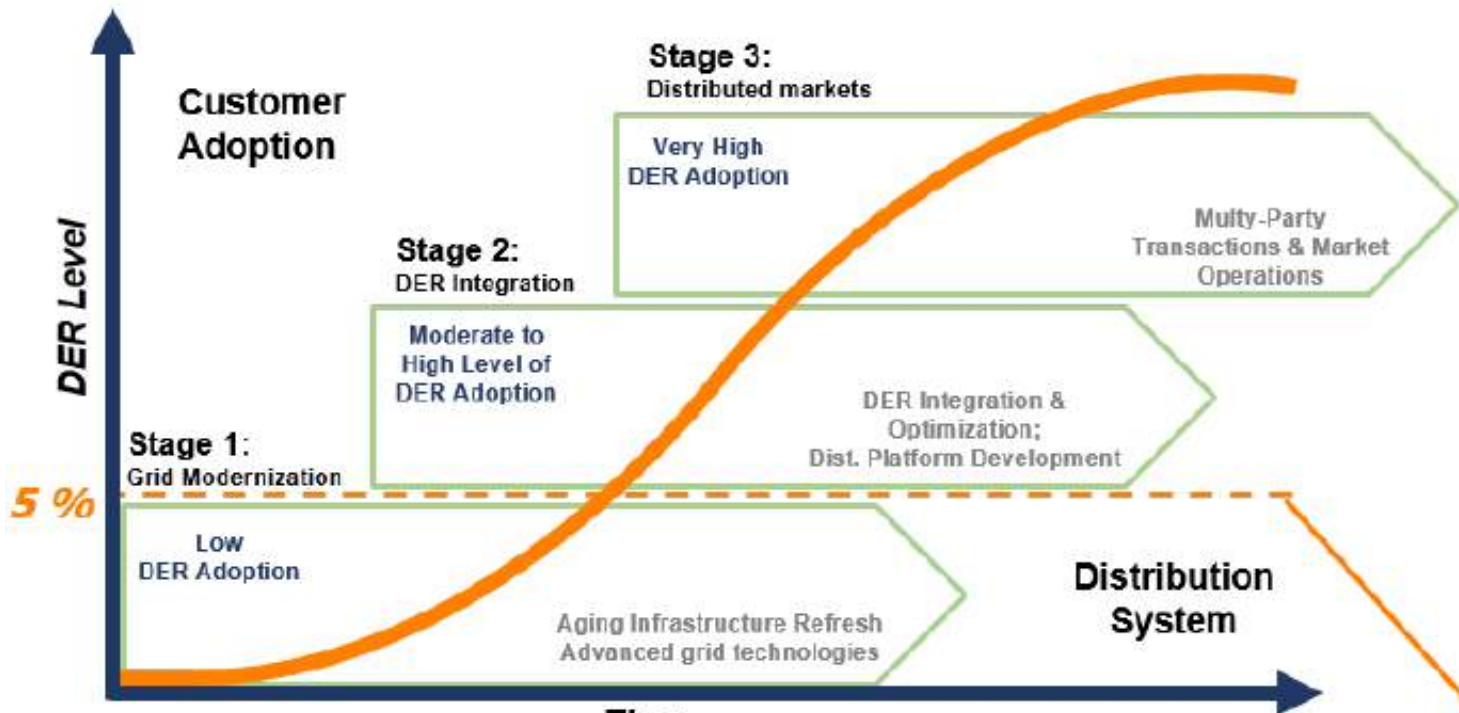 Customer
Adoption
DER Level
Stage 3:
Distributed markets
Very High
DER Adoption
Multy-Party
Transactions & Market
Operations
Stage 2:
DER Integration
Moderate to
High Level of
DER Adoption
DER Integration &
Optimization;
Dist. Platform Development
Stage 1:
Grid Modernization
5 %
Low
DER Adoption
Aging Infrastructure Refresh
Advanced grid technologies
Distribution
System